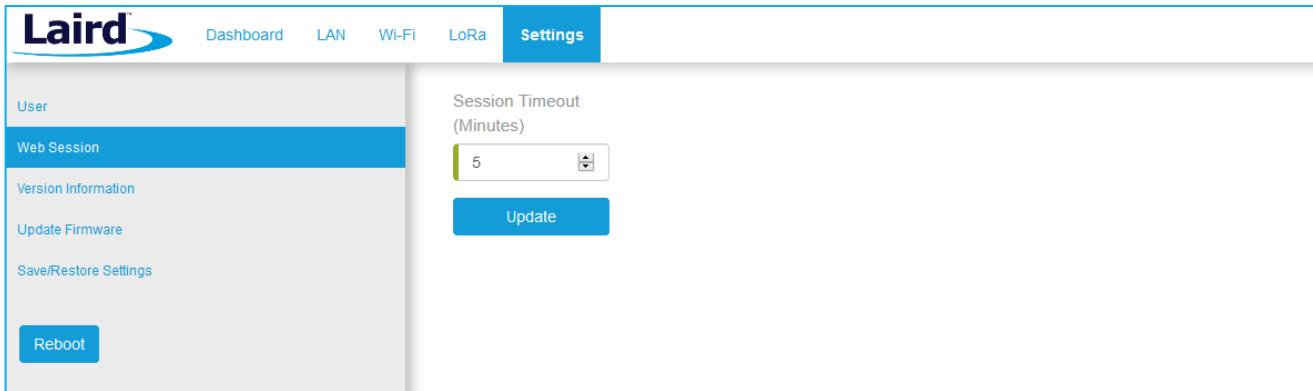 Laird™
Dashboard LAN Wi-Fi LoRa Settings
User
Web Session
Version Information
Update Firmware
Save/Restore Settings
Reboot
Session Timeout
(Minutes)
5
Update